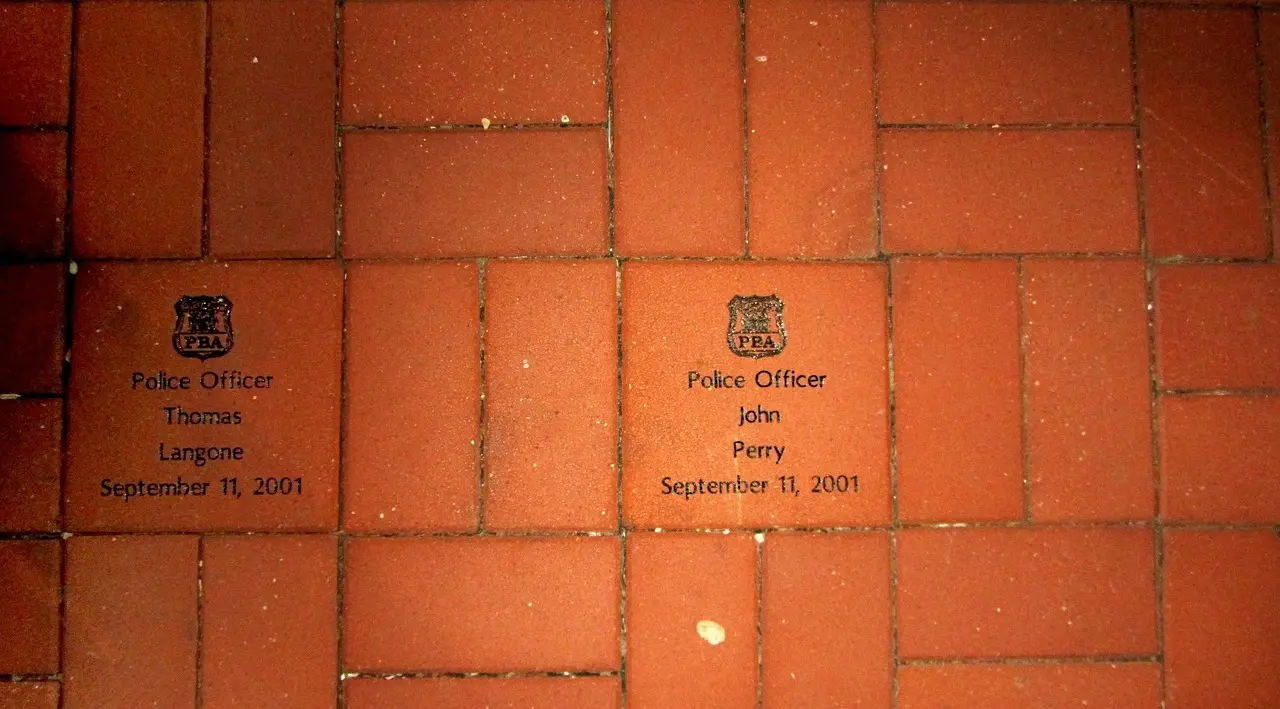 PBA
Police Officer
Thomas
Langone
September 11, 2001
PBA
Police Officer
John
Perry
September 11, 2001